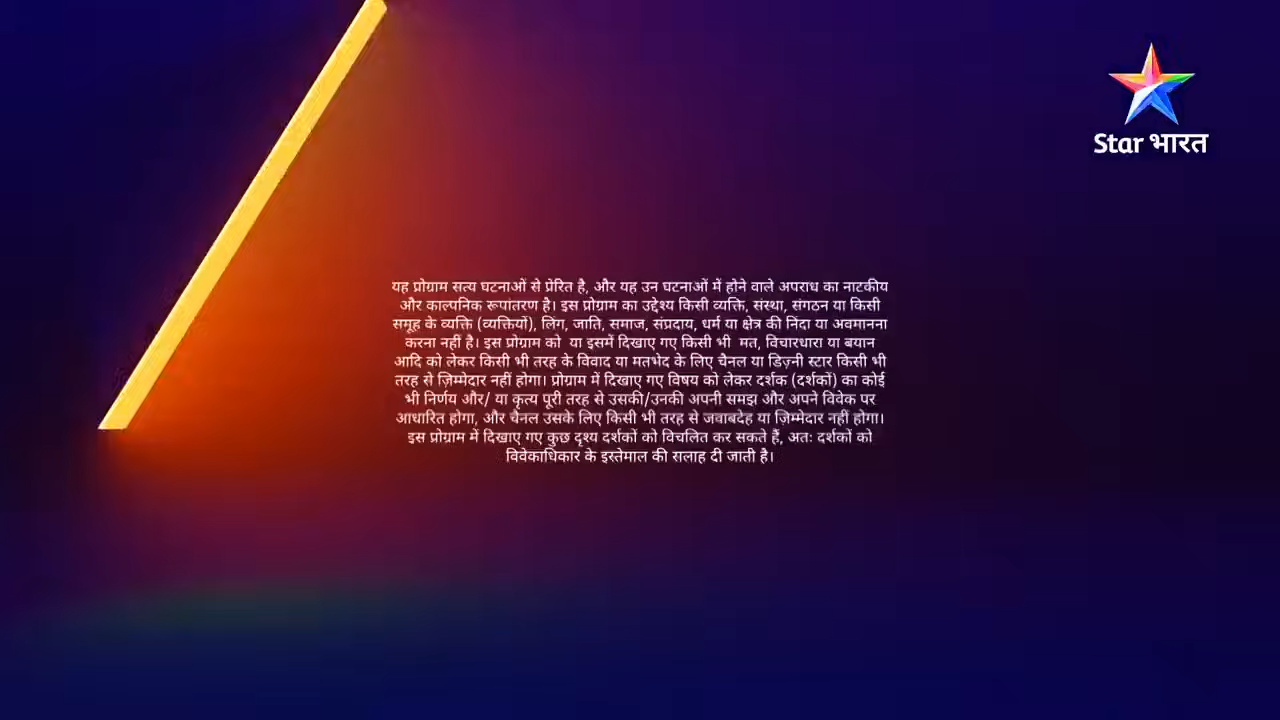 Star भारत
यह प्रोग्राम सत्य घटनाओं से प्रेरित है, और यह उन घटनाओं में होने वाले अपराध का नाटकीय
और काल्पनिक रूपांतरण है। इस प्रोग्राम का उद्देश्य किसी व्यक्ति, संस्था, संगठन या किसी
समूह के व्यक्ति (व्यक्तियों), लिंग, जाति, समाज, संप्रदाय, धर्म या क्षेत्र की निंदा या अवमानना
करना नहीं है। इस प्रोग्राम को या इसमें दिखाए गए किसी भी मत, विचारधारा या बयान
आदि को लेकर किसी भी तरह के विवाद या मतभेद के लिए चैनल या डिज़्नी स्टार किसी भी
तरह से ज़िम्मेदार नहीं होगा। प्रोग्राम में दिखाए गए विषय को लेकर दर्शक (दर्शकों) का कोई
भी निर्णय और/ या कृत्य पूरी तरह से उसकी/उनकी अपनी समझ और अपने विवेक पर
आधारित होगा, और चैनल उसके लिए किसी भी तरह से जवाबदेह या ज़िम्मेदार नहीं होगा।
इस प्रोग्राम में दिखाए गए कुछ दृश्य दर्शकों को विचलित कर सकते हैं, अतः दर्शकों को
विवेकाधिकार के इस्तेमाल की सलाह दी जाती है।